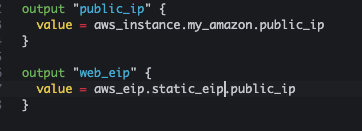 output "public_ip" {
value = aws_instance.my_amazon.public_ip
}
output "web_eip" {
value = aws_eip.static_eip.public_ip
}